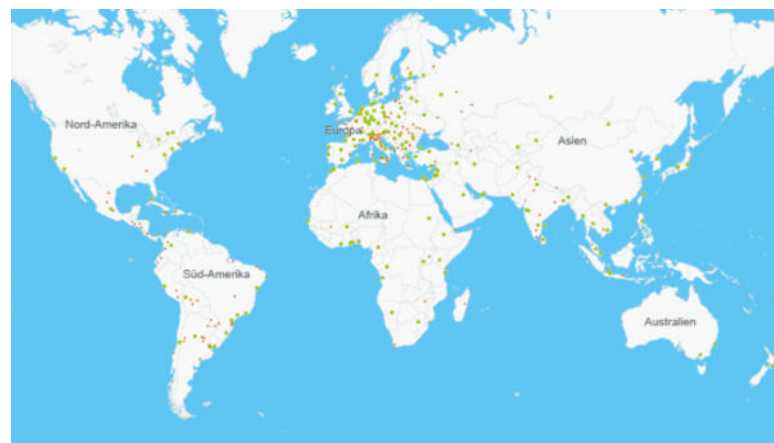 Nord-Amerika
Europa
Asien
Afrika
Süd-Amerika
Australien